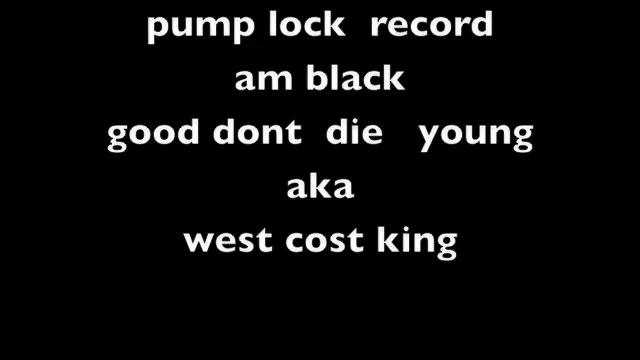 pump lock record
am black
good dont die young
aka
west cost king